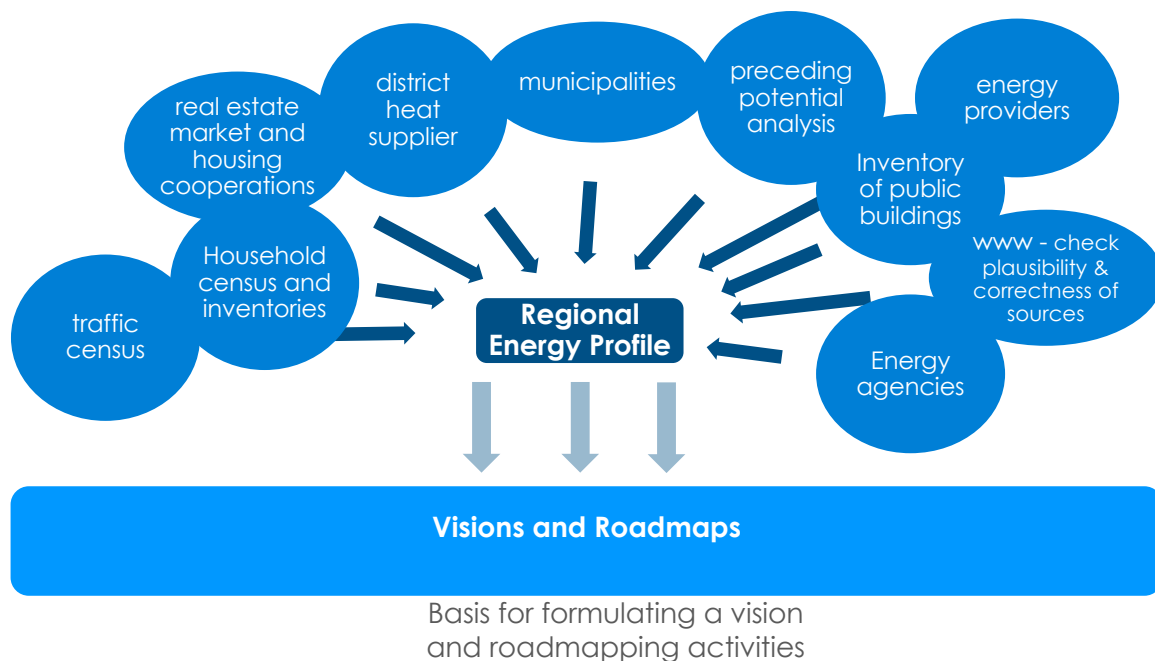 municipalities
district
heat
supplier
preceding
potential
analysis
energy
providers
real estate
market and
housing
cooperations
Inventory
of public
buildings
Household
census and
inventories
www - check
plausibility &
correctness of
sources
traffic
census
Regional
Energy Profile
Energy
agencies
Visions and Roadmaps
Basis for formulating a vision
and roadmapping activities